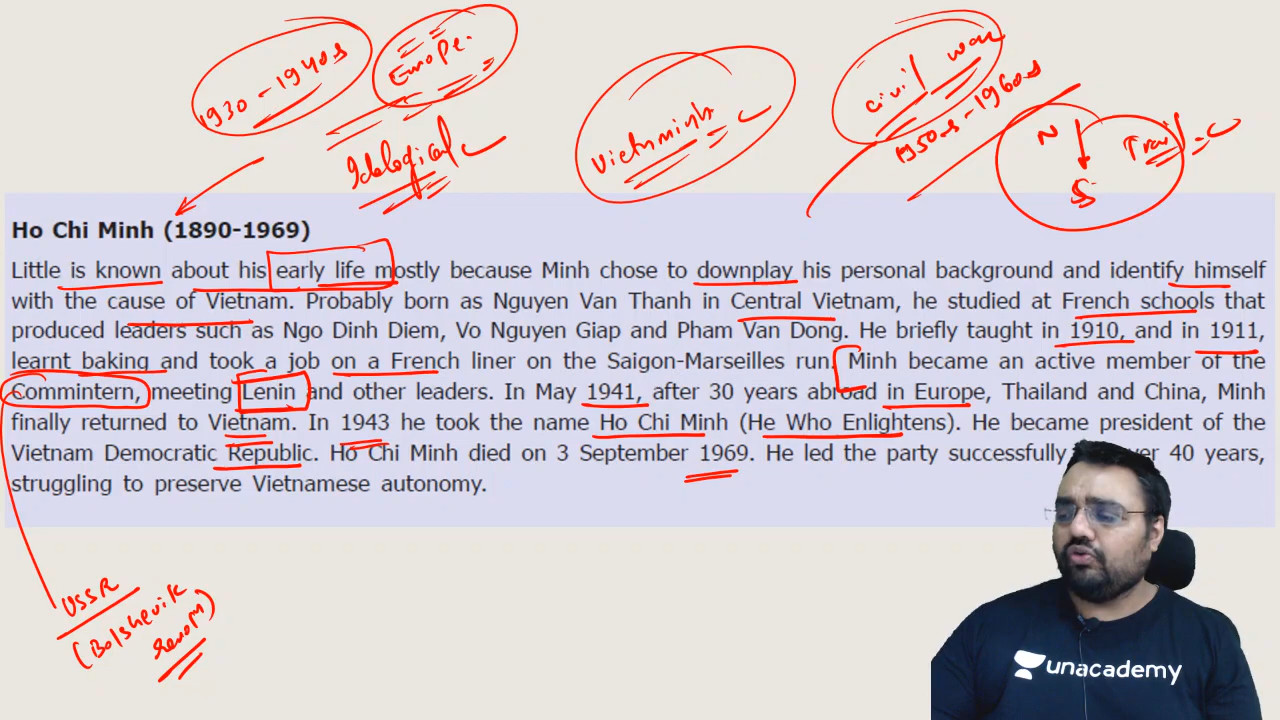 1930 - 1940s
Europe.
Idelogical
Vietnminh
Civil war
1950s - 1960s
N
S
Trail
Ho Chi Minh (1890-1969)
Little is known about his early life mostly because Minh chose to downplay his personal background and identify himself
with the cause of Vietnam. Probably born as Nguyen Van Thanh in Central Vietnam, he studied at French schools that
produced leaders such as Ngo Dinh Diem, Vo Nguyen Giap and Pham Van Dong. He briefly taught in 1910, and in 1911,
learnt baking and took a job on a French liner on the Saigon-Marseilles run. Minh became an active member of the
Commintern, meeting Lenin and other leaders. In May 1941, after 30 years abroad in Europe, Thailand and China, Minh
finally returned to Vietnam. In 1943 he took the name Ho Chi Minh (He Who Enlightens). He became president of the
Vietnam Democratic Republic. Ho Chi Minh died on 3 September 1969. He led the party successfully over 40 years,
struggling to preserve Vietnamese autonomy.
USSR
(Bolshevik
unacademy